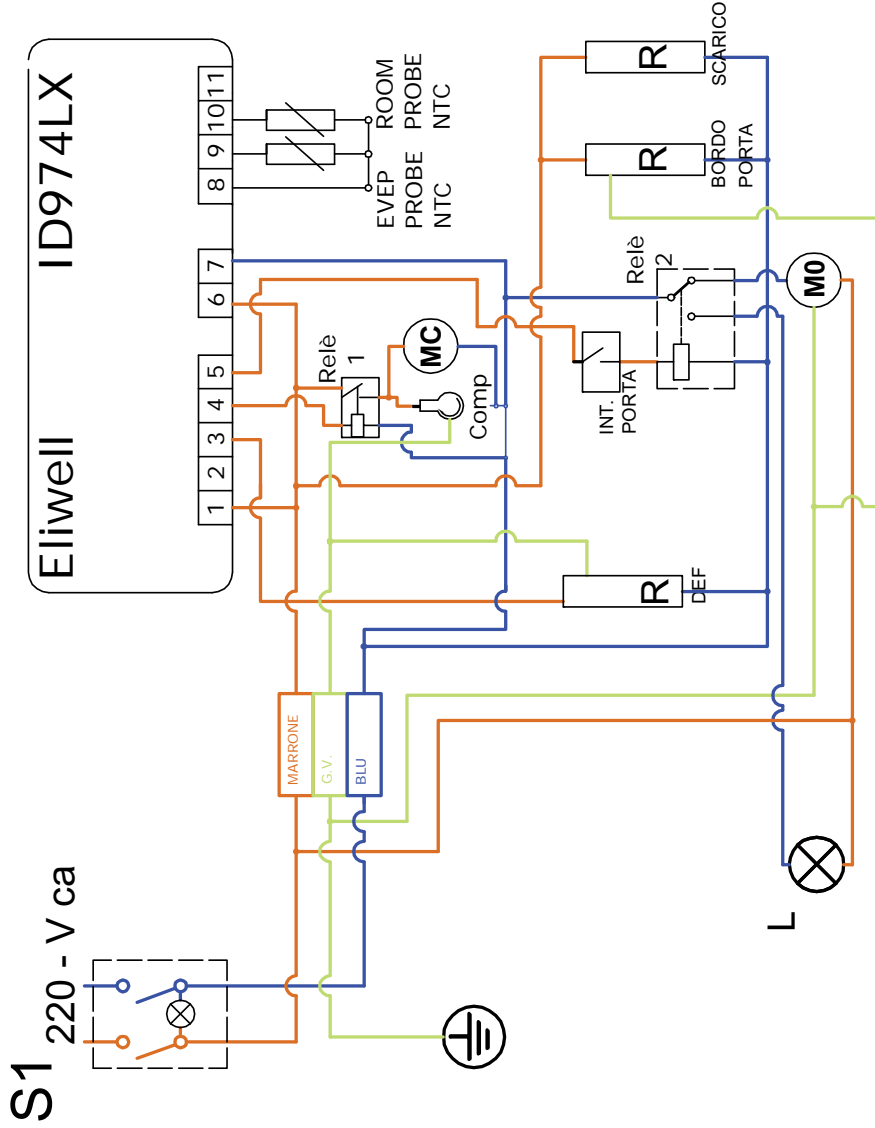 S1
220 - V ca
Eliwell
ID974LX
1
2
3
4
5
6
7
8
9
10
11
EVEP
PROBE
NTC
ROOM
PROBE
NTC
Relè
1
MC
Comp
MARRONE
G.V.
BLU
R
DEF
INT.
PORTA
Relè
2
M0
R
BORDO
PORTA
R
SCARICO
L